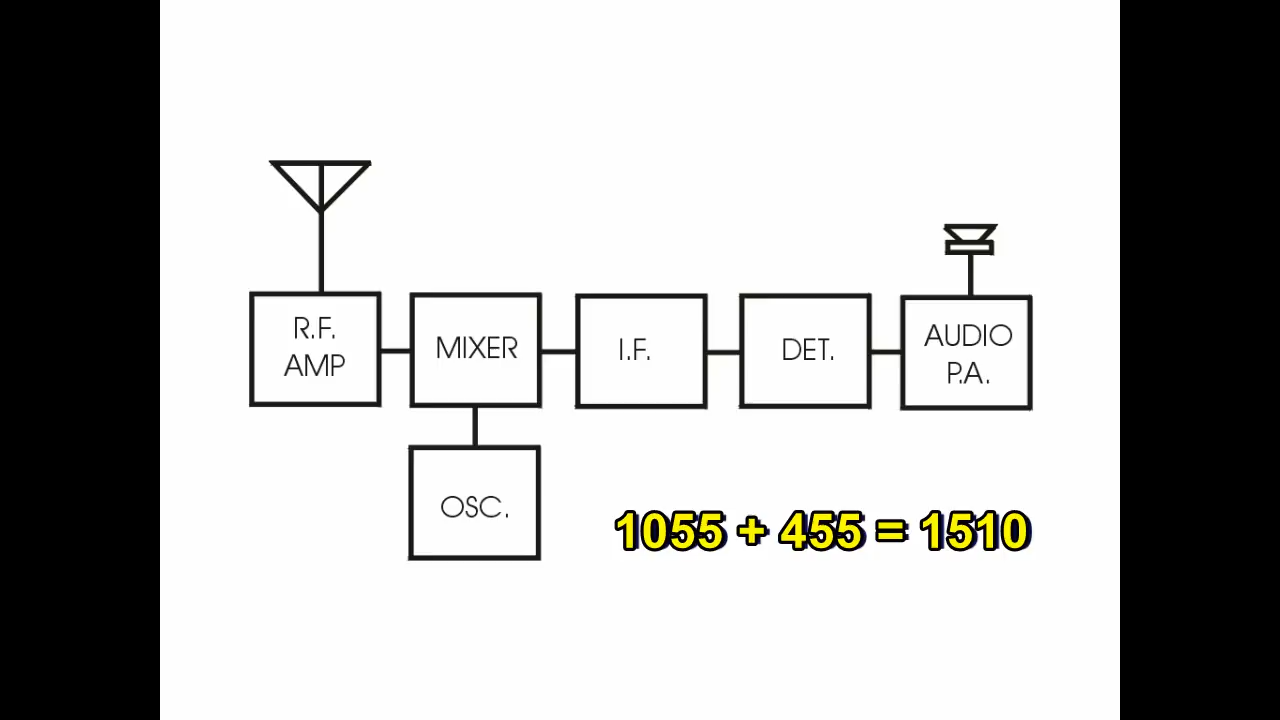 R.F.
AMP
MIXER
I.F.
DET.
AUDIO
P.A.
OSC.
1055 + 455 = 1510